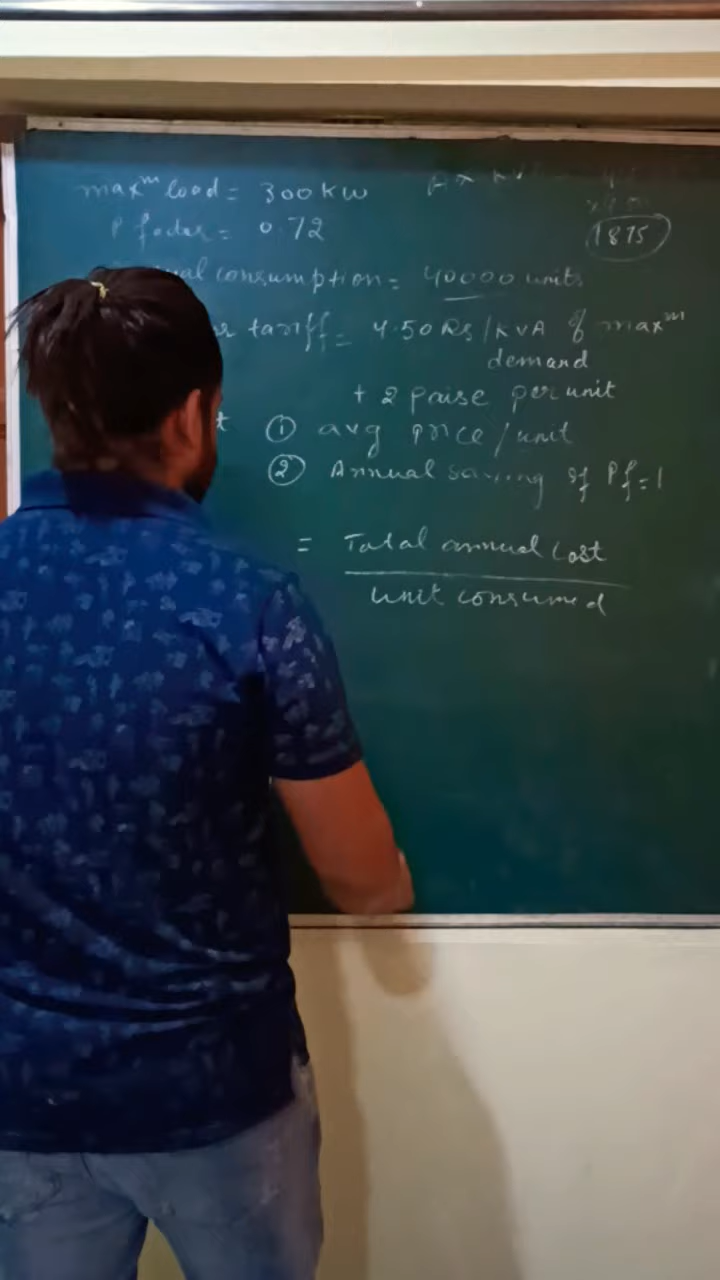 max^m load = 300 kW
P factor = 0.72
1875
consumption = 40000 units
tariff = 4.50 Rs/kVA of max^m
demand
+ 2 paise per unit
① avg price/unit
② Annual saving if Pf = 1
= Total annual cost
unit consumed